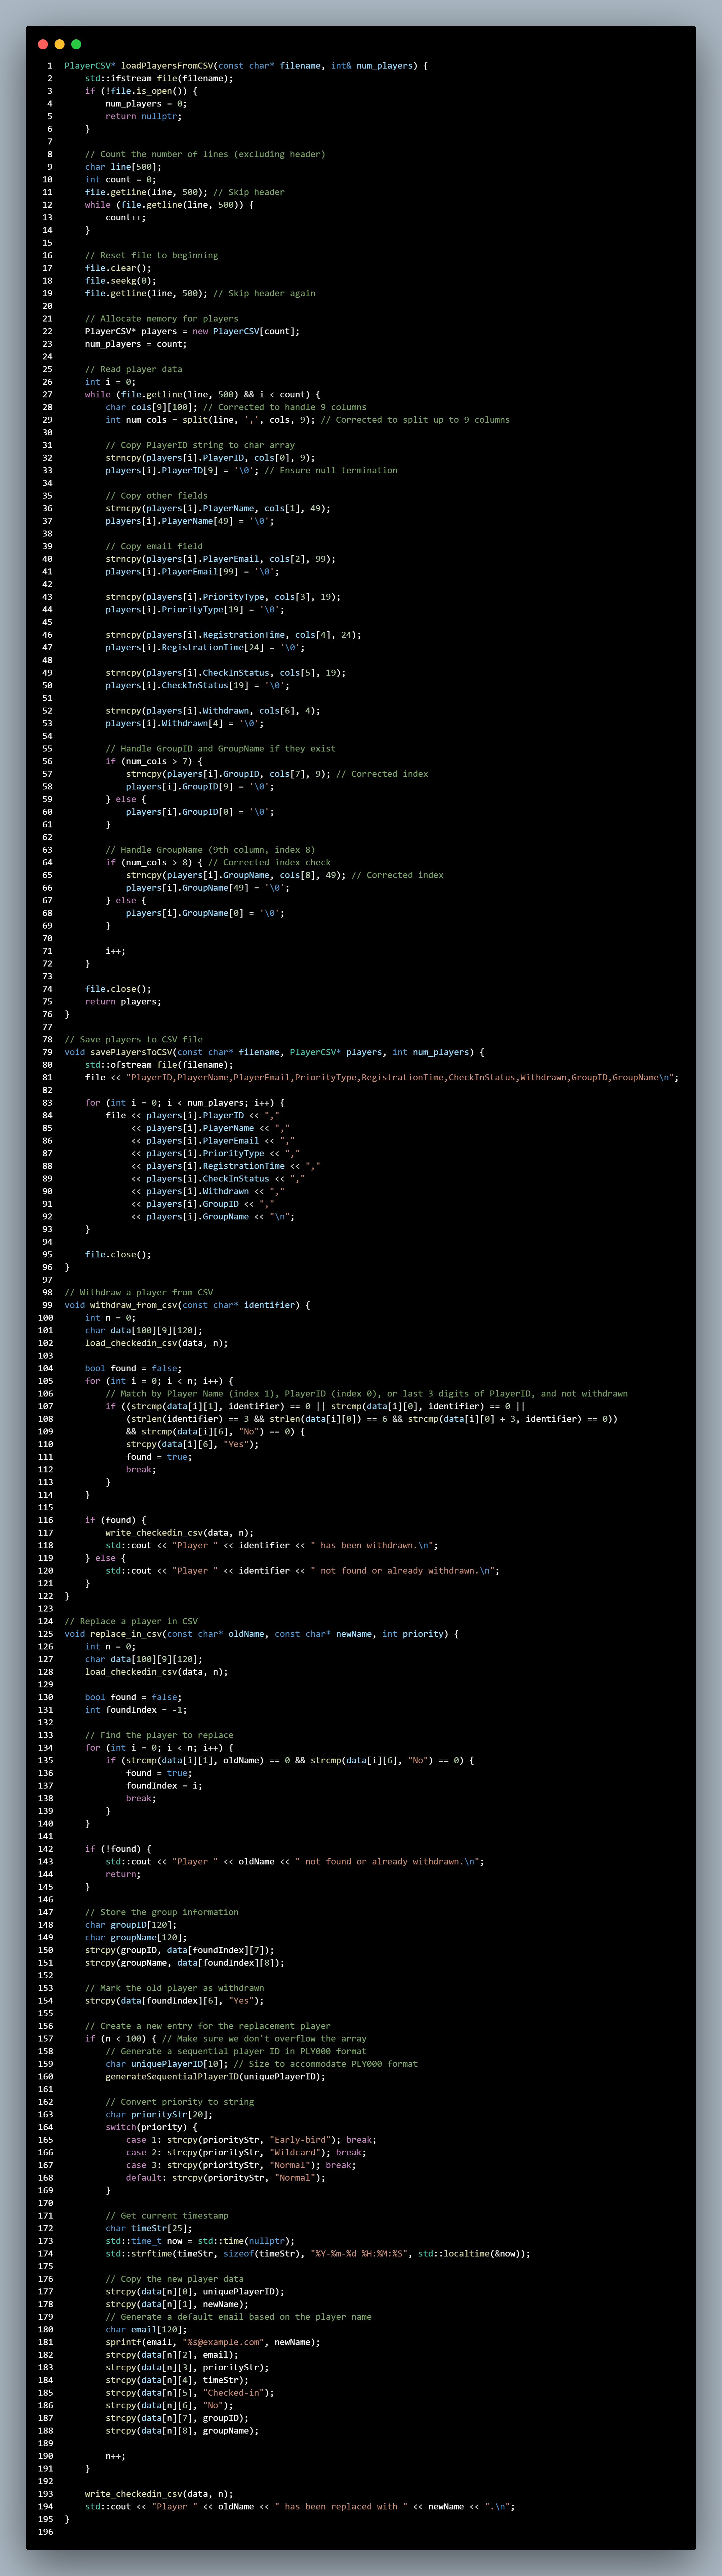 1 PlayerCSV* loadPlayersFromCSV(const char* filename, int& num_players) {
2     std::ifstream file(filename);
3     if (!file.is_open()) {
4         num_players = 0;
5         return nullptr;
6     }
7
8     // Count the number of lines (excluding header)
9     char line[500];
10     int count = 0;
11     file.getline(line, 500); // Skip header
12     while (file.getline(line, 500)) {
13         count++;
14     }
15
16     // Reset file to beginning
17     file.clear();
18     file.seekg(0);
19     file.getline(line, 500); // Skip header again
20
21     // Allocate memory for players
22     PlayerCSV* players = new PlayerCSV[count];
23     num_players = count;
24
25     // Read player data
26     int i = 0;
27     while (file.getline(line, 500) && i < count) {
28         char cols[9][100]; // Corrected to handle 9 columns
29         int num_cols = split(line, ',', cols, 9); // Corrected to split up to 9 columns
30
31         // Copy PlayerID string to char array
32         strncpy(players[i].PlayerID, cols[0], 9);
33         players[i].PlayerID[9] = '\0'; // Ensure null termination
34
35         // Copy other fields
36         strncpy(players[i].PlayerName, cols[1], 49);
37         players[i].PlayerName[49] = '\0';
38
39         // Copy email field
40         strncpy(players[i].PlayerEmail, cols[2], 99);
41         players[i].PlayerEmail[99] = '\0';
42
43         strncpy(players[i].PriorityType, cols[3], 19);
44         players[i].PriorityType[19] = '\0';
45
46         strncpy(players[i].RegistrationTime, cols[4], 24);
47         players[i].RegistrationTime[24] = '\0';
48
49         strncpy(players[i].CheckInStatus, cols[5], 19);
50         players[i].CheckInStatus[19] = '\0';
51
52         strncpy(players[i].Withdrawn, cols[6], 4);
53         players[i].Withdrawn[4] = '\0';
54
55         // Handle GroupID and GroupName if they exist
56         if (num_cols > 7) {
57             strncpy(players[i].GroupID, cols[7], 9); // Corrected index
58             players[i].GroupID[9] = '\0';
59         } else {
60             players[i].GroupID[0] = '\0';
61         }
62
63         // Handle GroupName (9th column, index 8)
64         if (num_cols > 8) { // Corrected index check
65             strncpy(players[i].GroupName, cols[8], 49); // Corrected index
66             players[i].GroupName[49] = '\0';
67         } else {
68             players[i].GroupName[0] = '\0';
69         }
70
71         i++;
72     }
73
74     file.close();
75     return players;
76 }
77
78 // Save players to CSV file
79 void savePlayersToCSV(const char* filename, PlayerCSV* players, int num_players) {
80     std::ofstream file(filename);
81     file << "PlayerID,PlayerName,PlayerEmail,PriorityType,RegistrationTime,CheckInStatus,Withdrawn,GroupID,GroupName\n";
82
83     for (int i = 0; i < num_players; i++) {
84         file << players[i].PlayerID << ","
85              << players[i].PlayerName << ","
86              << players[i].PlayerEmail << ","
87              << players[i].PriorityType << ","
88              << players[i].RegistrationTime << ","
89              << players[i].CheckInStatus << ","
90              << players[i].Withdrawn << ","
91              << players[i].GroupID << ","
92              << players[i].GroupName << "\n";
93     }
94
95     file.close();
96 }
97
98 // Withdraw a player from CSV
99 void withdraw_from_csv(const char* identifier) {
100     int n = 0;
101     char data[100][9][120];
102     load_checkedin_csv(data, n);
103
104     bool found = false;
105     for (int i = 0; i < n; i++) {
106         // Match by Player Name (index 1), PlayerID (index 0), or last 3 digits of PlayerID, and not withdrawn
107         if ((strcmp(data[i][1], identifier) == 0 || strcmp(data[i][0], identifier) == 0 ||
108             (strlen(identifier) == 3 && strlen(data[i][0]) == 6 && strcmp(data[i][0] + 3, identifier) == 0))
109             && strcmp(data[i][6], "No") == 0) {
110             strcpy(data[i][6], "Yes");
111             found = true;
112             break;
113         }
114     }
115
116     if (found) {
117         write_checkedin_csv(data, n);
118         std::cout << "Player " << identifier << " has been withdrawn.\n";
119     } else {
120         std::cout << "Player " << identifier << " not found or already withdrawn.\n";
121     }
122 }
123
124 // Replace a player in CSV
125 void replace_in_csv(const char* oldName, const char* newName, int priority) {
126     int n = 0;
127     char data[100][9][120];
128     load_checkedin_csv(data, n);
129
130     bool found = false;
131     int foundIndex = -1;
132
133     // Find the player to replace
134     for (int i = 0; i < n; i++) {
135         if (strcmp(data[i][1], oldName) == 0 && strcmp(data[i][6], "No") == 0) {
136             found = true;
137             foundIndex = i;
138             break;
139         }
140     }
141
142     if (!found) {
143         std::cout << "Player " << oldName << " not found or already withdrawn.\n";
144         return;
145     }
146
147     // Store the group information
148     char groupID[120];
149     char groupName[120];
150     strcpy(groupID, data[foundIndex][7]);
151     strcpy(groupName, data[foundIndex][8]);
152
153     // Mark the old player as withdrawn
154     strcpy(data[foundIndex][6], "Yes");
155
156     // Create a new entry for the replacement player
157     if (n < 100) { // Make sure we don't overflow the array
158         // Generate a sequential player ID in PLY000 format
159         char uniquePlayerID[10]; // Size to accommodate PLY000 format
160         generateSequentialPlayerID(uniquePlayerID);
161
162         // Convert priority to string
163         char priorityStr[20];
164         switch(priority) {
165             case 1: strcpy(priorityStr, "Early-bird"); break;
166             case 2: strcpy(priorityStr, "Wildcard"); break;
167             case 3: strcpy(priorityStr, "Normal"); break;
168             default: strcpy(priorityStr, "Normal");
169         }
170
171         // Get current timestamp
172         char timeStr[25];
173         std::time_t now = std::time(nullptr);
174         std::strftime(timeStr, sizeof(timeStr), "%Y-%m-%d %H:%M:%S", std::localtime(&now));
175
176         // Copy the new player data
177         strcpy(data[n][0], uniquePlayerID);
178         strcpy(data[n][1], newName);
179         // Generate a default email based on the player name
180         char email[120];
181         sprintf(email, "%s@example.com", newName);
182         strcpy(data[n][2], email);
183         strcpy(data[n][3], priorityStr);
184         strcpy(data[n][4], timeStr);
185         strcpy(data[n][5], "Checked-in");
186         strcpy(data[n][6], "No");
187         strcpy(data[n][7], groupID);
188         strcpy(data[n][8], groupName);
189
190         n++;
191     }
192
193     write_checkedin_csv(data, n);
194     std::cout << "Player " << oldName << " has been replaced with " << newName << ".\n";
195 }
196